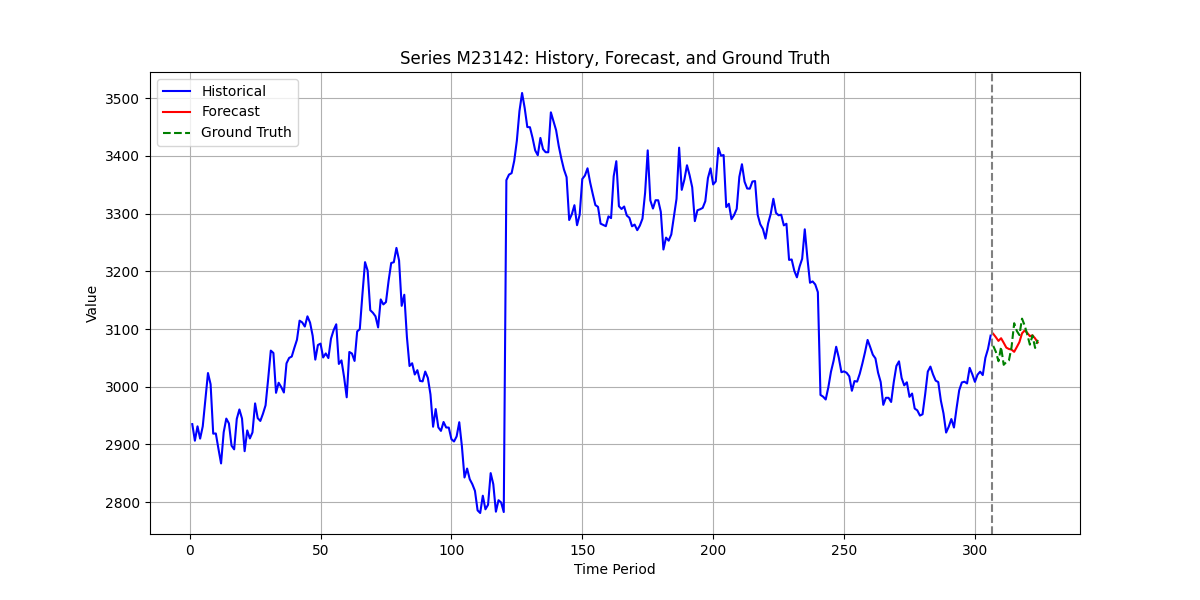 Series M23142: History, Forecast, and Ground Truth
Historical
Forecast
Ground Truth
3500
3400
3300
3200
3100
3000
2900
2800
Value
0 50 100 150 200 250 300
Time Period